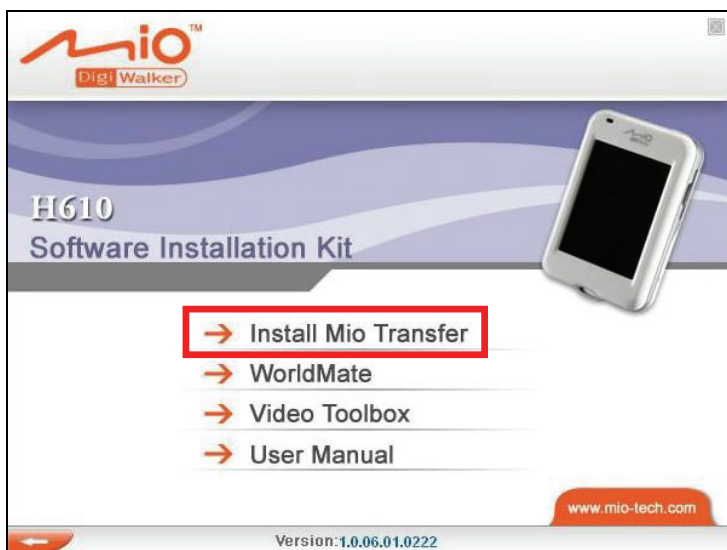 Mio™
DigiWalker
H610
Software Installation Kit
Install Mio Transfer
WorldMate
Video Toolbox
User Manual
www.mio-tech.com
Version:1.0.06.01.0222